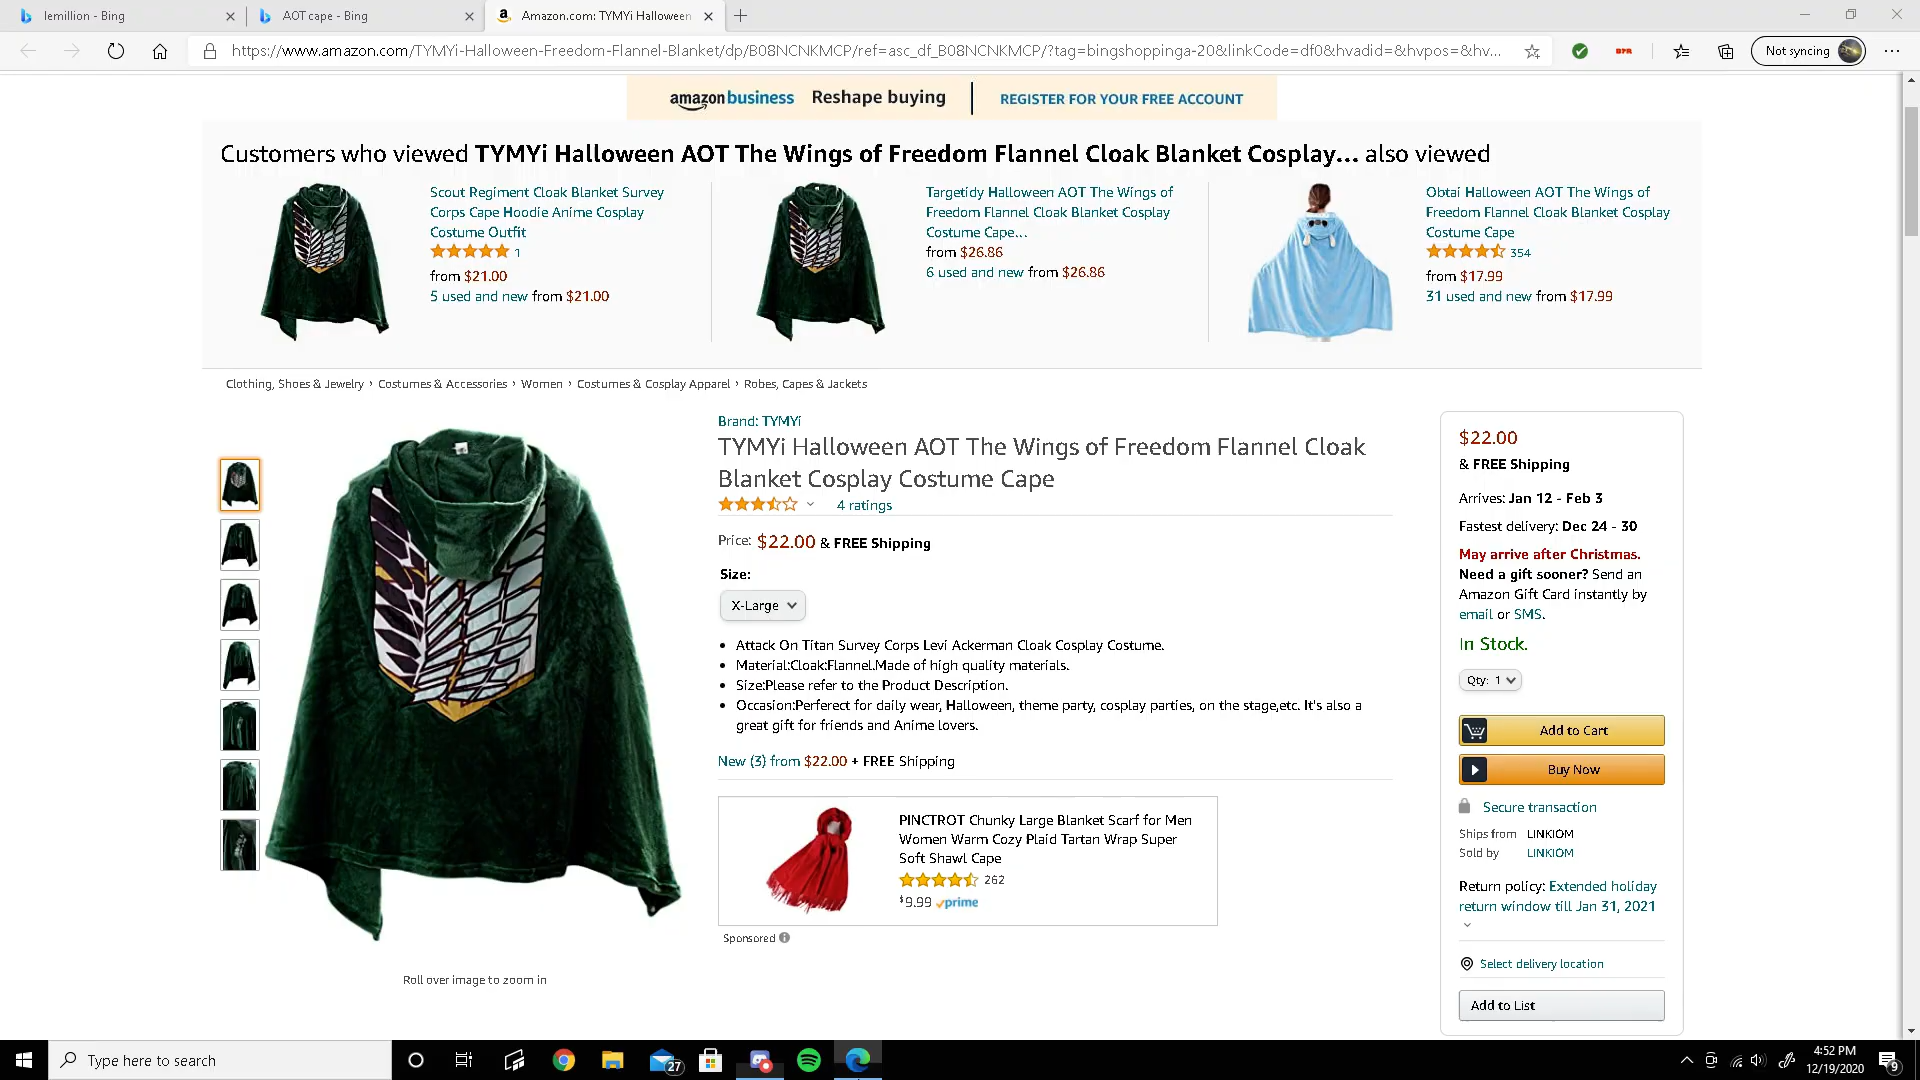 lemillion - Bing
AOT cape - Bing
Amazon.com: TYMYi Halloween
https://www.amazon.com/TYMYi-Halloween-Freedom-Flannel-Blanket/dp/B08NCNKMCP/ref=asc_df_B08NCNKMCP/?tag=bingshoppinga-20&linkCode=df0&hvadid=&hvpos=&hv...
Not syncing
amazon business Reshape buying
REGISTER FOR YOUR FREE ACCOUNT
Customers who viewed TYMYi Halloween AOT The Wings of Freedom Flannel Cloak Blanket Cosplay... also viewed
Scout Regiment Cloak Blanket Survey
Corps Cape Hoodie Anime Cosplay
Costume Outfit
1
from $21.00
5 used and new from $21.00
Targetidy Halloween AOT The Wings of
Freedom Flannel Cloak Blanket Cosplay
Costume Cape...
from $26.86
6 used and new from $26.86
Obtai Halloween AOT The Wings of
Freedom Flannel Cloak Blanket Cosplay
Costume Cape
354
from $17.99
31 used and new from $17.99
Clothing, Shoes & Jewelry › Costumes & Accessories › Women › Costumes & Cosplay Apparel › Robes, Capes & Jackets
Brand: TYMYi
TYMYi Halloween AOT The Wings of Freedom Flannel Cloak
Blanket Cosplay Costume Cape
4 ratings
Price: $22.00 & FREE Shipping
Size:
X-Large
• Attack On Titan Survey Corps Levi Ackerman Cloak Cosplay Costume.
• Material:Cloak:Flannel.Made of high quality materials.
• Size:Please refer to the Product Description.
• Occasion:Perferect for daily wear, Halloween, theme party, cosplay parties, on the stage,etc. It's also a
great gift for friends and Anime lovers.
New (3) from $22.00 + FREE Shipping
PINCTROT Chunky Large Blanket Scarf for Men
Women Warm Cozy Plaid Tartan Wrap Super
Soft Shawl Cape
262
$9.99 prime
Sponsored
Roll over image to zoom in
$22.00
& FREE Shipping
Arrives: Jan 12 - Feb 3
Fastest delivery: Dec 24 - 30
May arrive after Christmas.
Need a gift sooner? Send an
Amazon Gift Card instantly by
email or SMS.
In Stock.
Qty: 1
Add to Cart
Buy Now
Secure transaction
Ships from LINKIOM
Sold by LINKIOM
Return policy: Extended holiday
return window till Jan 31, 2021
Select delivery location
Add to List
Type here to search
27
4:52 PM
12/19/2020
9